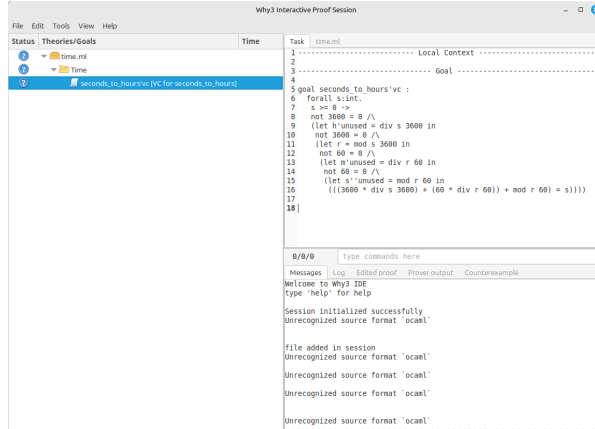 Why3 Interactive Proof Session
File Edit Tools View Help
Status Theories/Goals Time
time.ml
Time
seconds_to_hours'vc [VC for seconds_to_hours]
Task time.ml
1 -------------------------- Local Context --------------------------
2
3 ------------------------------ Goal ------------------------------
4
5 goal seconds_to_hours'vc :
6 forall s:int.
7 s >= 0 ->
8 not 3600 = 0 /\
9 (let h'unused = div s 3600 in
10 not 3600 = 0 /\
11 (let r = mod s 3600 in
12 not 60 = 0 /\
13 (let m'unused = div r 60 in
14 not 60 = 0 /\
15 (let s''unused = mod r 60 in
16 (((3600 * div s 3600) + (60 * div r 60)) + mod r 60) = s))))
17
18
0/0/0 type commands here
Messages Log Edited proof Prover output Counterexample
Welcome to Why3 IDE
type 'help' for help
Session initialized successfully
Unrecognized source format `ocaml`
file added in session
Unrecognized source format `ocaml`
Unrecognized source format `ocaml`
Unrecognized source format `ocaml`
Unrecognized source format `ocaml`